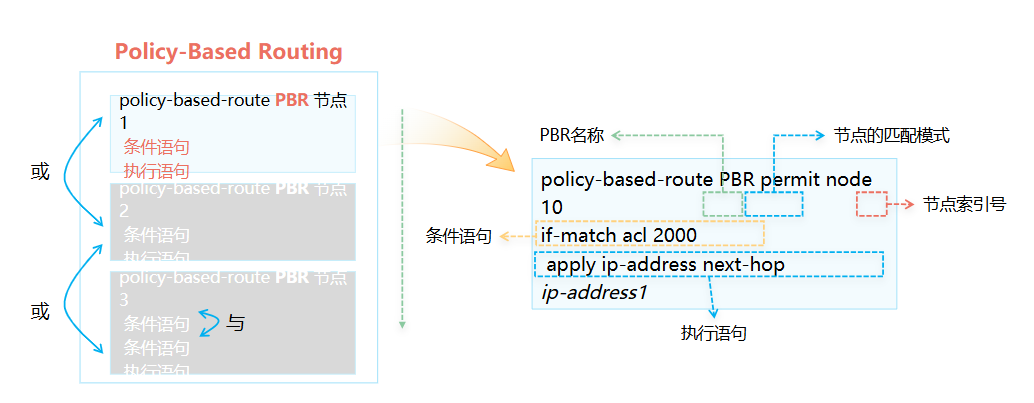 Policy-Based Routing
policy-based-route PBR 节点
1
条件语句
执行语句
policy-based-route PBR 节点
2
条件语句
执行语句
policy-based-route PBR 节点
3
条件语句
条件语句
执行语句
或
或
与
PBR名称
节点的匹配模式
policy-based-route PBR permit node
10
节点索引号
条件语句
if-match acl 2000
apply ip-address next-hop
ip-address1
执行语句